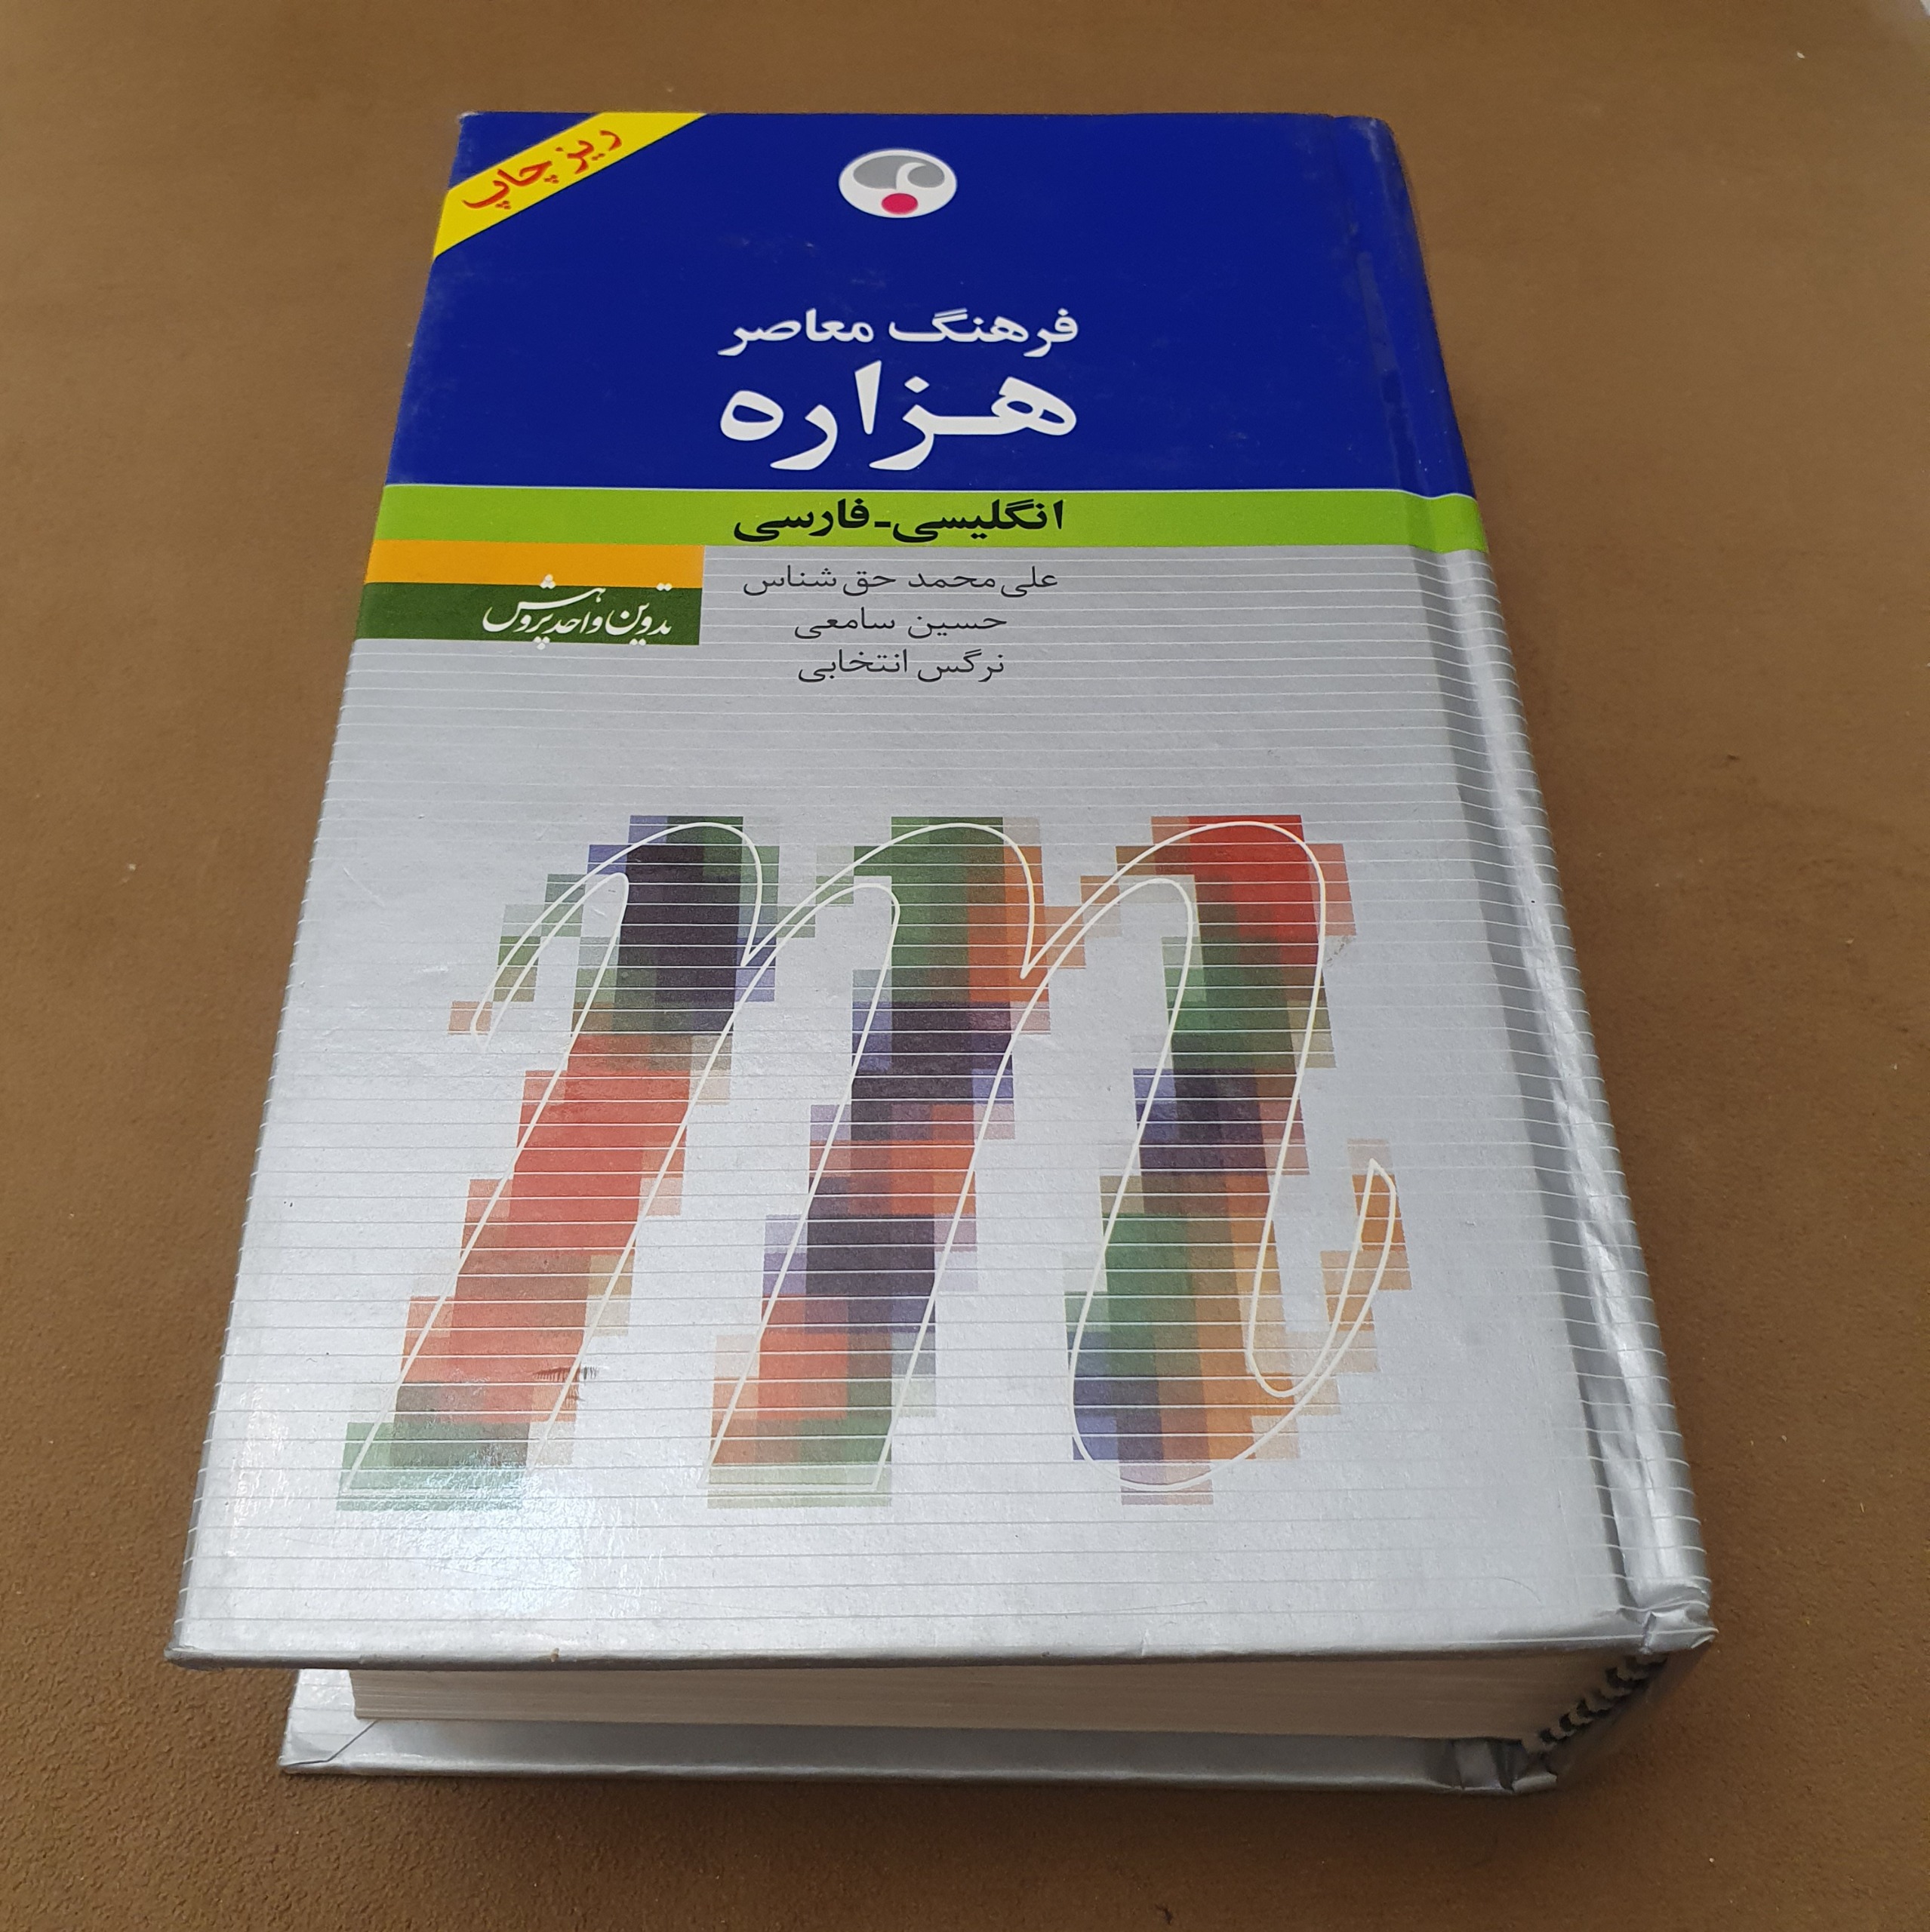 ریز چاپ
فرهنگ معاصر
هزاره
انگلیسی-فارسی
علی‌محمد حق‌شناس
حسین سامعی
نرگس انتخابی
تدوین واحد پژوهش
m